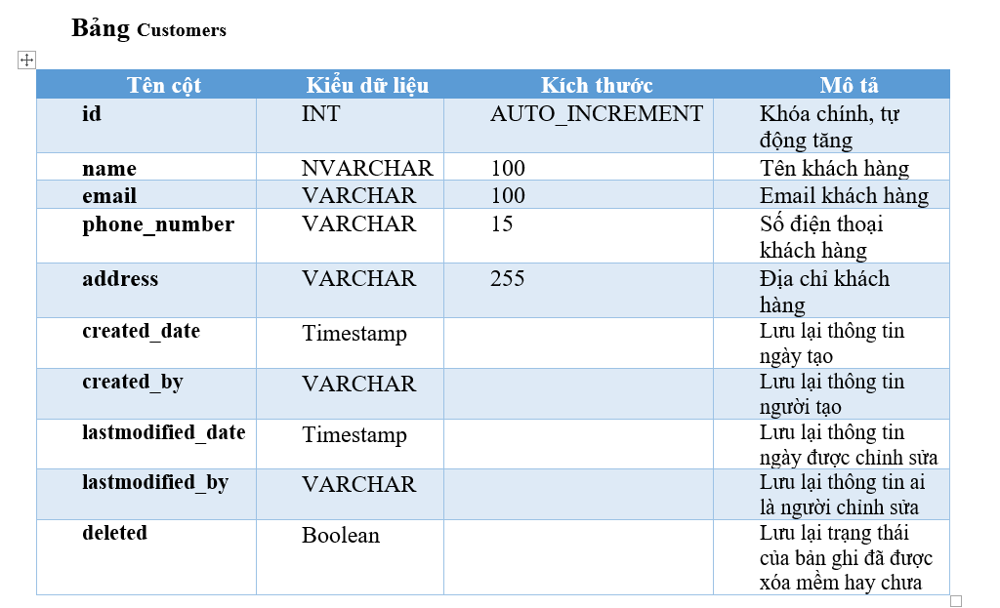 Bảng Customers
Tên cột Kiểu dữ liệu Kích thước Mô tả
id INT AUTO_INCREMENT Khóa chính, tự
động tăng
name NVARCHAR 100 Tên khách hàng
email VARCHAR 100 Email khách hàng
phone_number VARCHAR 15 Số điện thoại
khách hàng
address VARCHAR 255 Địa chỉ khách
hàng
created_date Timestamp Lưu lại thông tin
ngày tạo
created_by VARCHAR Lưu lại thông tin
người tạo
lastmodified_date Timestamp Lưu lại thông tin
ngày được chỉnh sửa
lastmodified_by VARCHAR Lưu lại thông tin ai
là người chỉnh sửa
deleted Boolean Lưu lại trạng thái
của bản ghi đã được
xóa mềm hay chưa